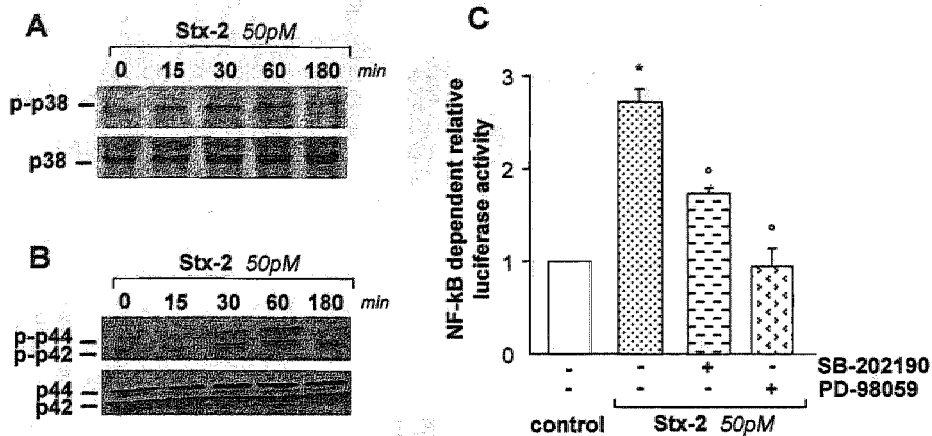 A
Stx-2 50pM
0 15 30 60 180 min
p-p38
p38
B
Stx-2 50pM
0 15 30 60 180 min
p-p44
p-p42
p44
p42
C
NF-kB dependent relative
luciferase activity
3
2
1
0
*
°
°
- - + - SB-202190
- - - + PD-98059
control Stx-2 50pM